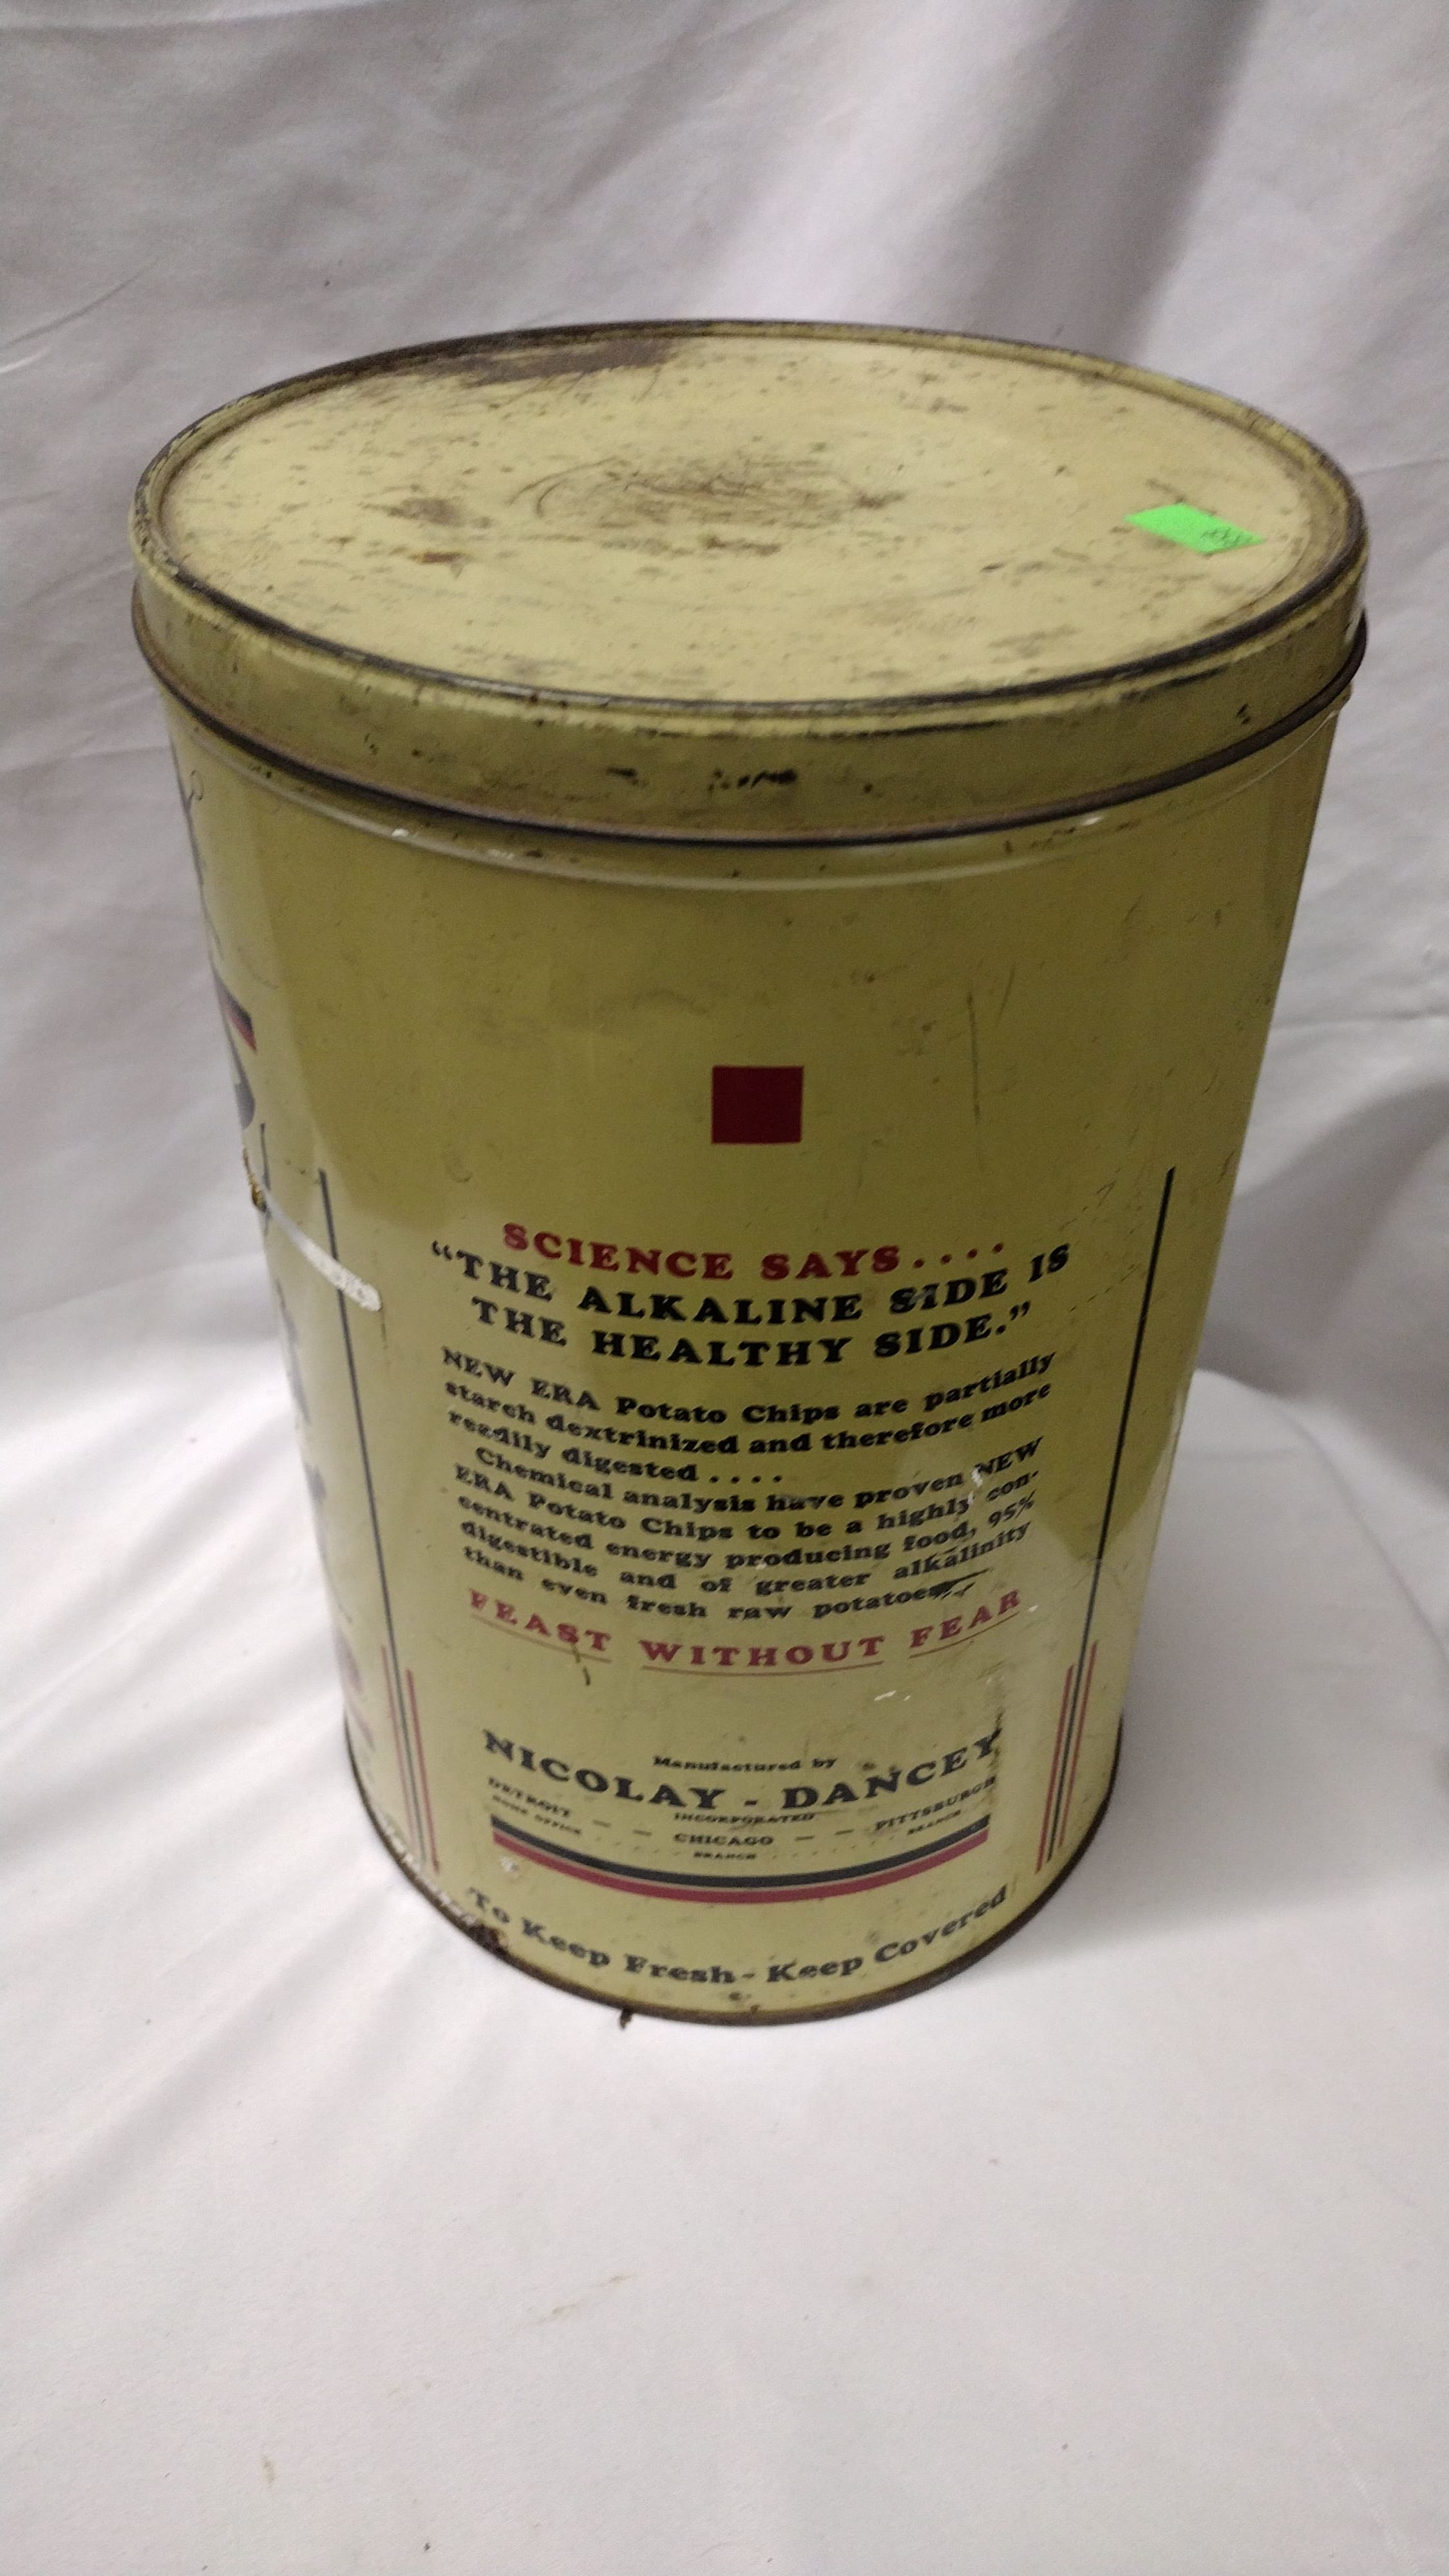 SCIENCE SAYS....
“THE ALKALINE SIDE IS
THE HEALTHY SIDE.”
NEW ERA Potato Chips are partially
starch dextrinized and therefore more
readily digested ....
Chemical analysis have proven NEW
ERA Potato Chips to be a highly con-
centrated energy producing food, 95%
digestible and of greater alkalinity
than even fresh raw potatoes
FEAST WITHOUT FEAR
Manufactured by
NICOLAY - DANCEY
INCORPORATED
DETROIT — — CHICAGO — — PITTSBURGH
HOME OFFICE ..... BRANCH ..... BRANCH
To Keep Fresh - Keep Covered